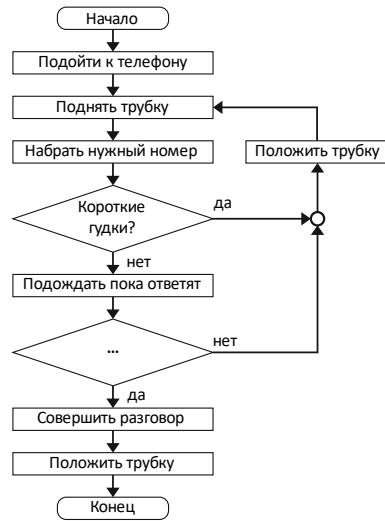 Начало
Подойти к телефону
Поднять трубку
Набрать нужный номер
Положить трубку
Короткие
гудки?
да
нет
Подождать пока ответят
...
нет
да
Совершить разговор
Положить трубку
Конец